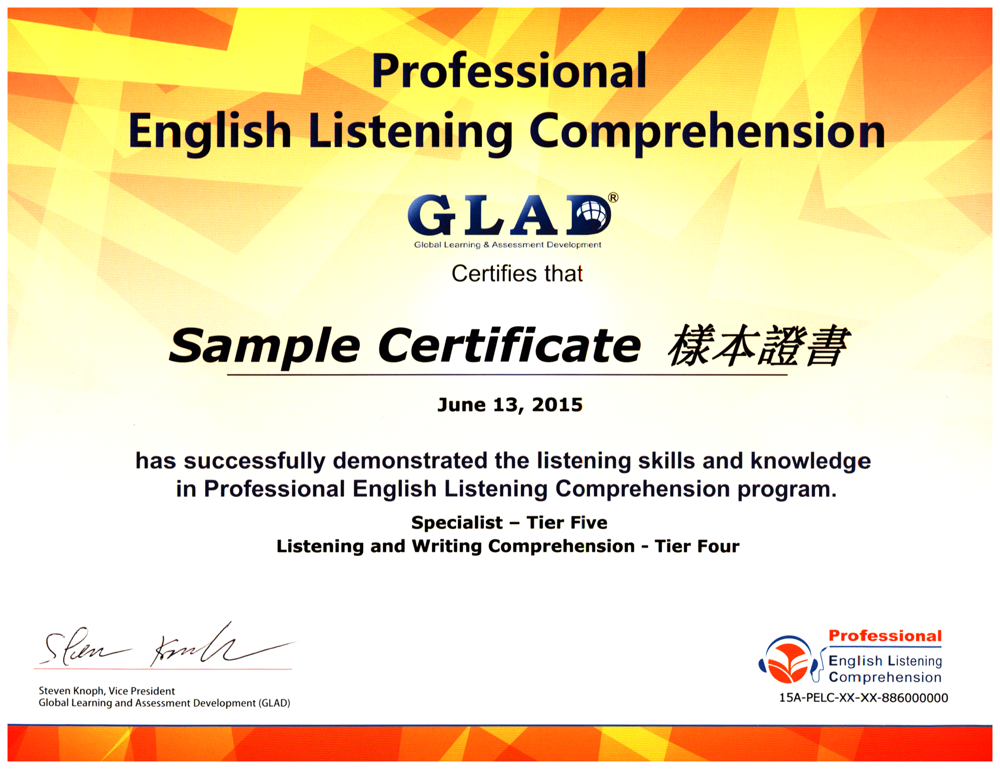 Professional
English Listening Comprehension
GLAD®
Global Learning & Assessment Development
Certifies that
Sample Certificate 樣本證書
June 13, 2015
has successfully demonstrated the listening skills and knowledge
in Professional English Listening Comprehension program.
Specialist – Tier Five
Listening and Writing Comprehension - Tier Four
Steven Knoph
Steven Knoph, Vice President
Global Learning and Assessment Development (GLAD)
Professional
English Listening
Comprehension
15A-PELC-XX-XX-886000000